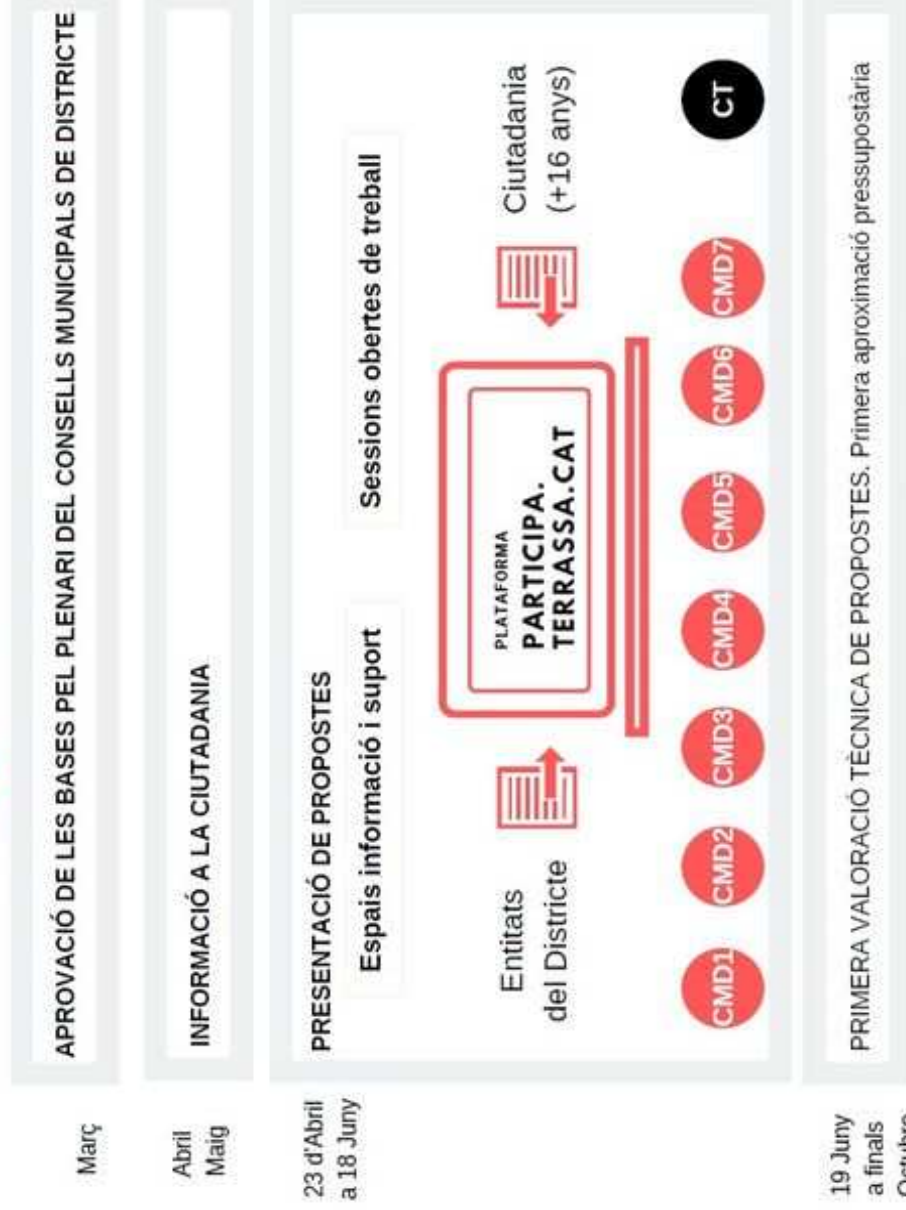 Març
APROVACIÓ DE LES BASES PEL PLENARI DEL CONSELLS MUNICIPALS DE DISTRICTE
Abril
Maig
INFORMACIÓ A LA CIUTADANIA
23 d'Abril
a 18 Juny
PRESENTACIÓ DE PROPOSTES
Espais informació i suport
Sessions obertes de treball
Entitats
del Districte
PLATAFORMA
PARTICIPA.
TERRASSA.CAT
Ciutadania
(+16 anys)
CMD1 CMD2 CMD3 CMD4 CMD5 CMD6 CMD7 CT
19 Juny
a finals
Octubre
PRIMERA VALORACIÓ TÈCNICA DE PROPOSTES. Primera aproximació pressupostària